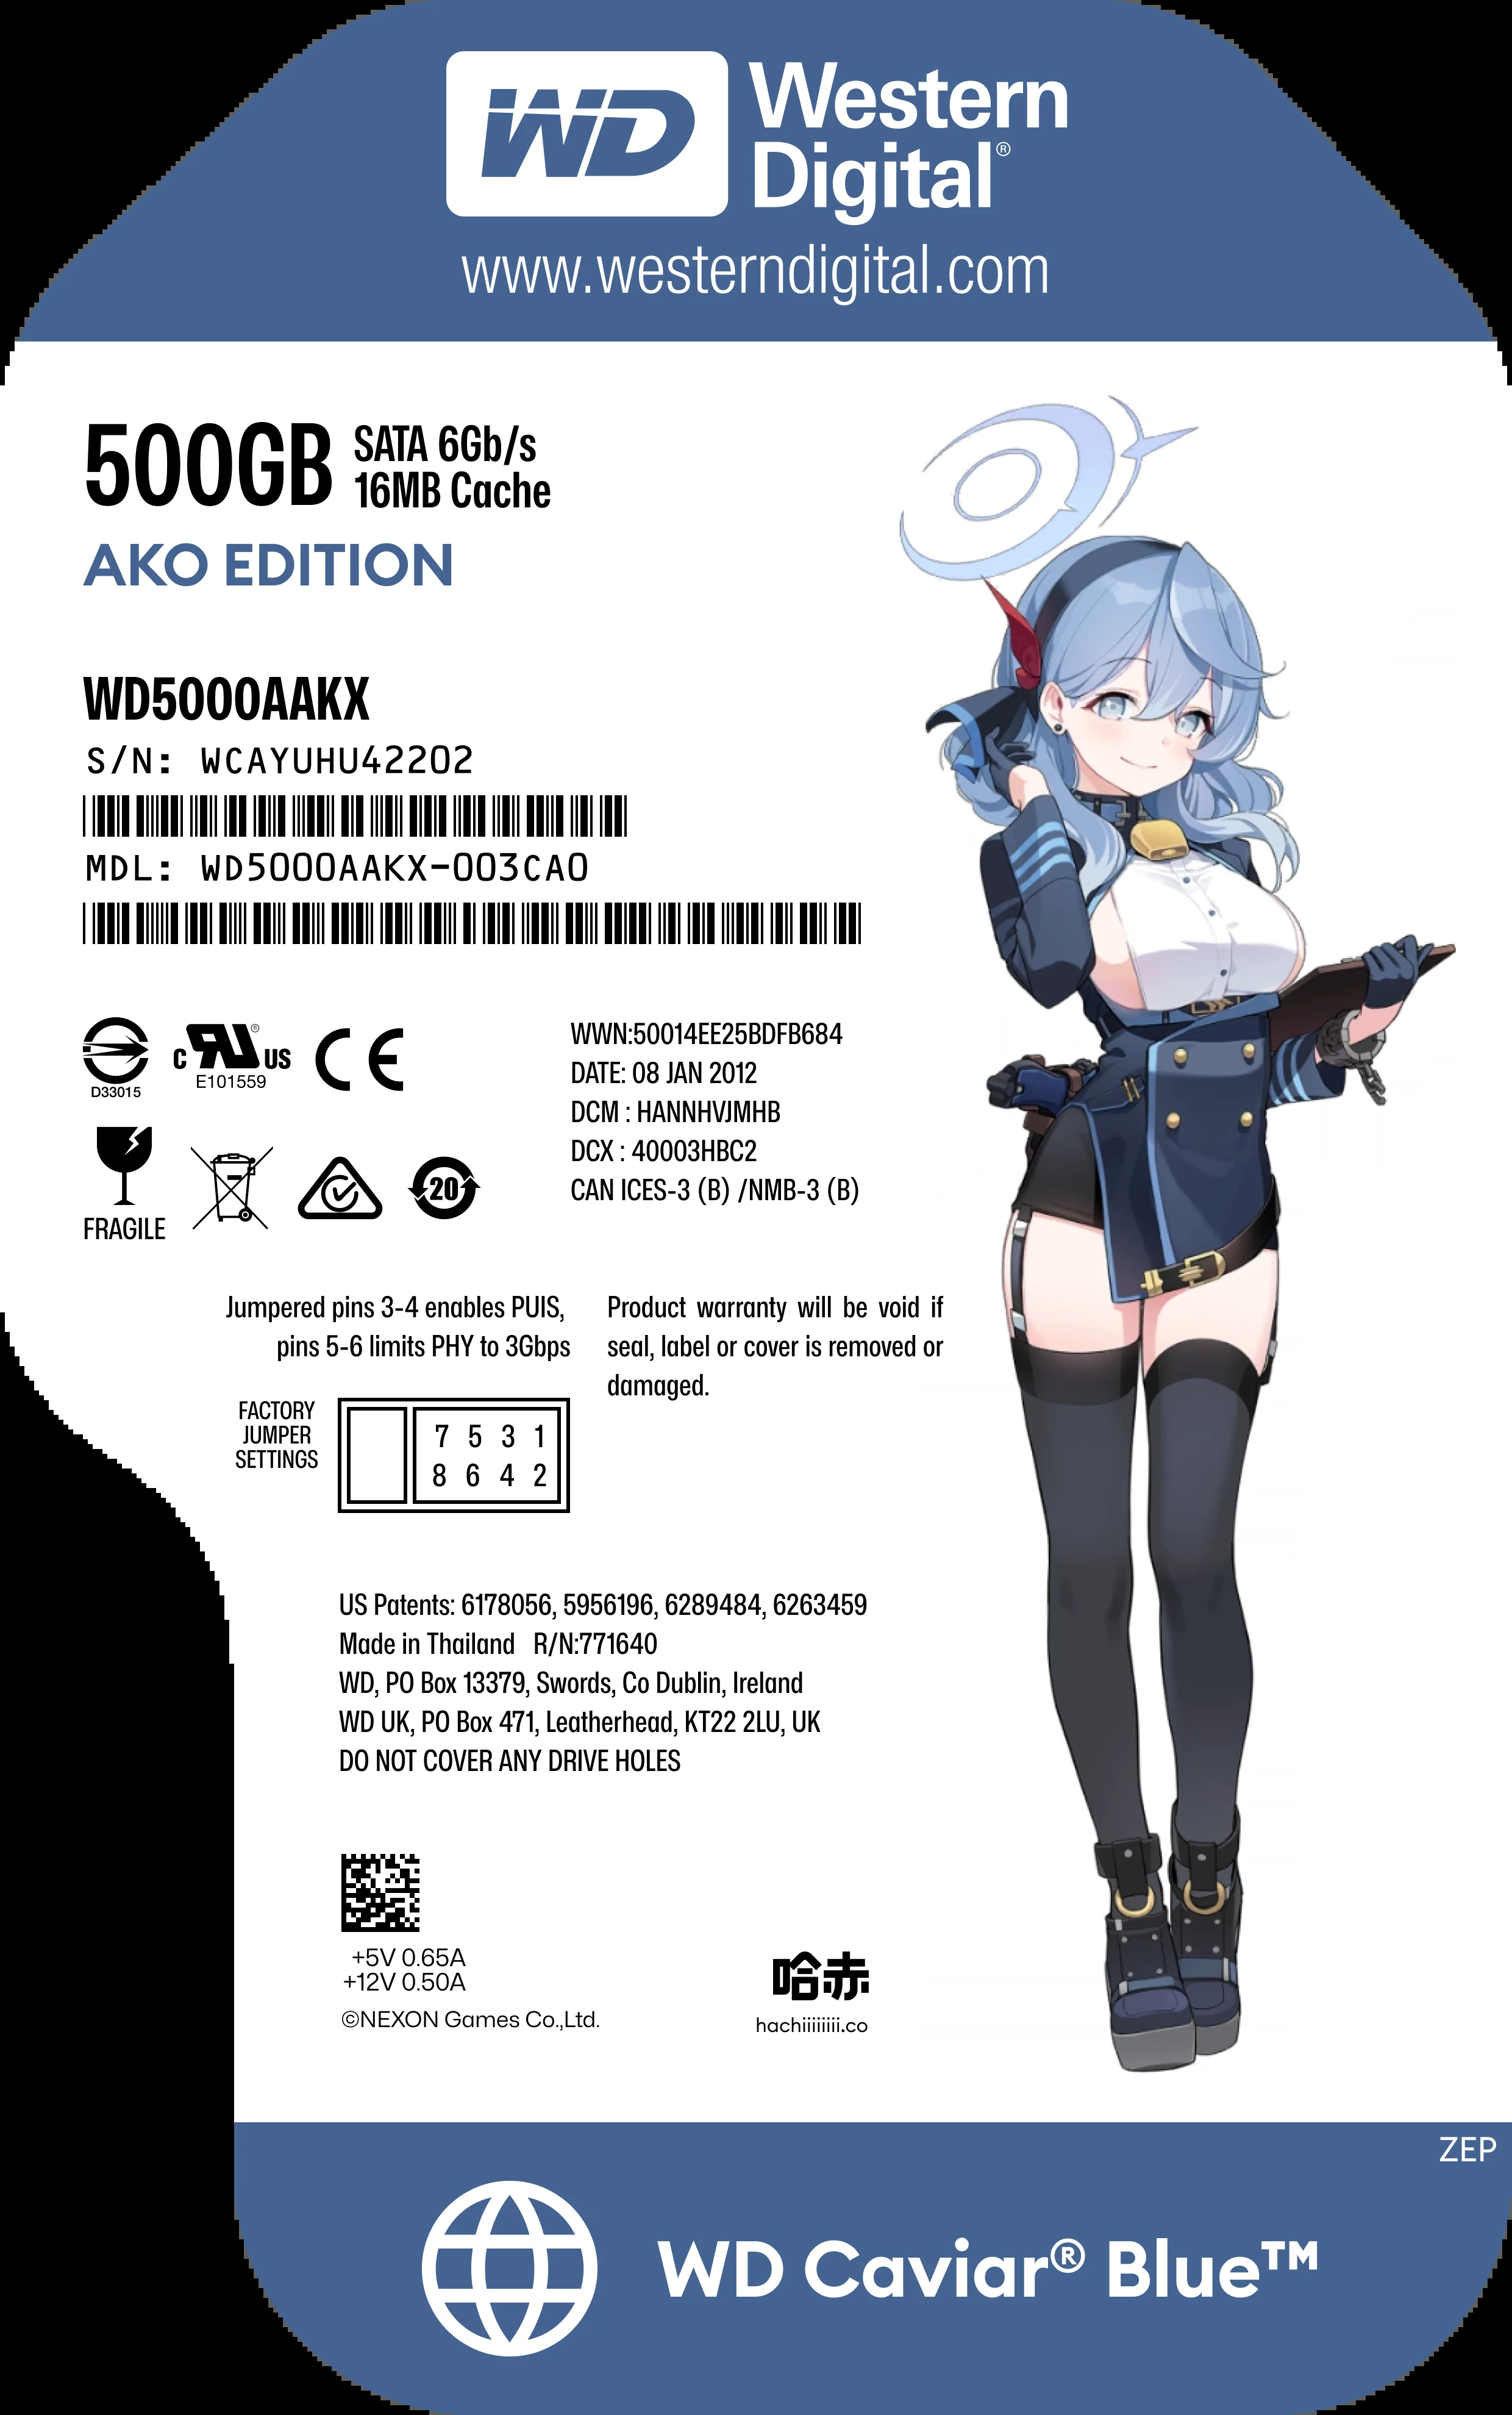 WD Western
Digital®
www.westerndigital.com
500GB SATA 6Gb/s
16MB Cache
AKO EDITION
WD5000AAKX
S/N: WCAYUHU42202
MDL: WD5000AAKX-003CA0
D33015
C RU® US
E101559
CE
WWN:50014EE25BDFB684
DATE: 08 JAN 2012
DCM : HANNHVJMHB
DCX : 40003HBC2
CAN ICES-3 (B) /NMB-3 (B)
20
FRAGILE
Jumpered pins 3-4 enables PUIS,
pins 5-6 limits PHY to 3Gbps
Product warranty will be void if
seal, label or cover is removed or
damaged.
FACTORY
JUMPER
SETTINGS
7 5 3 1
8 6 4 2
US Patents: 6178056, 5956196, 6289484, 6263459
Made in Thailand R/N:771640
WD, PO Box 13379, Swords, Co Dublin, Ireland
WD UK, PO Box 471, Leatherhead, KT22 2LU, UK
DO NOT COVER ANY DRIVE HOLES
+5V 0.65A
+12V 0.50A
©NEXON Games Co.,Ltd.
哈赤
hachiiiiiiii.co
ZEP
WD Caviar® Blue™